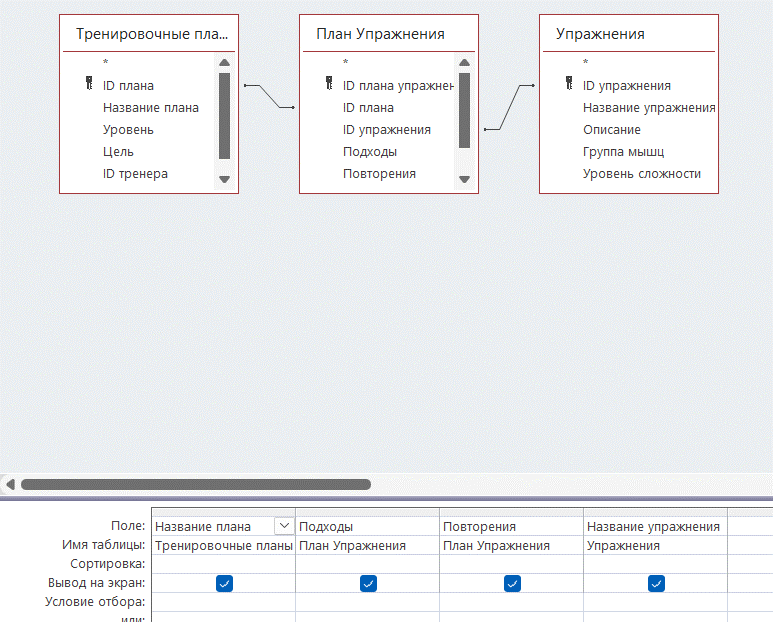 Тренировочные пла...
*
ID плана
Название плана
Уровень
Цель
ID тренера
План Упражнения
*
ID плана упражнен
ID плана
ID упражнения
Подходы
Повторения
Упражнения
*
ID упражнения
Название упражнения
Описание
Группа мышц
Уровень сложности
Поле: Название плана Подходы Повторения Название упражнения
Имя таблицы: Тренировочные планы План Упражнения План Упражнения Упражнения
Сортировка:
Вывод на экран:
Условие отбора:
или: